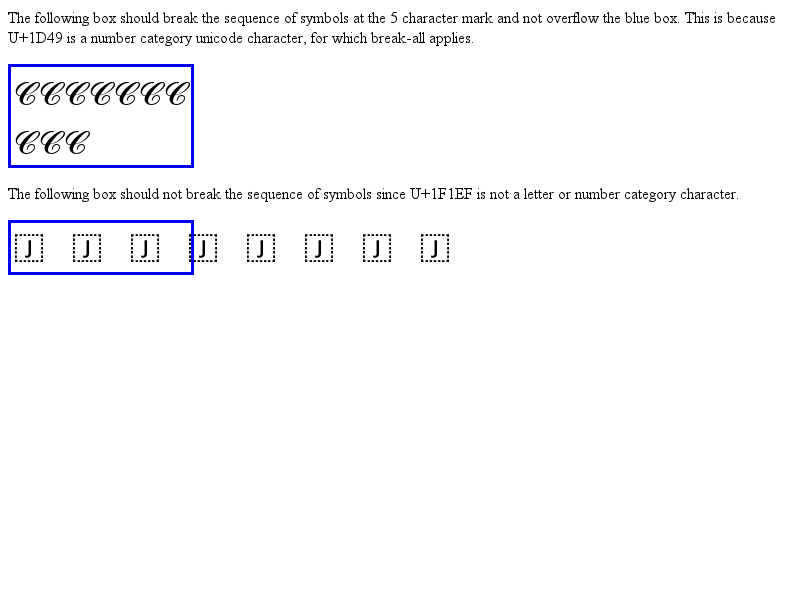 The following box should break the sequence of symbols at the 5 character mark and not overflow the blue box. This is because
U+1D49 is a number category unicode character, for which break-all applies.
𝒞𝒞𝒞𝒞𝒞𝒞𝒞
𝒞𝒞𝒞
The following box should not break the sequence of symbols since U+1F1EF is not a letter or number category character.
🇯 🇯 🇯 🇯 🇯 🇯 🇯 🇯